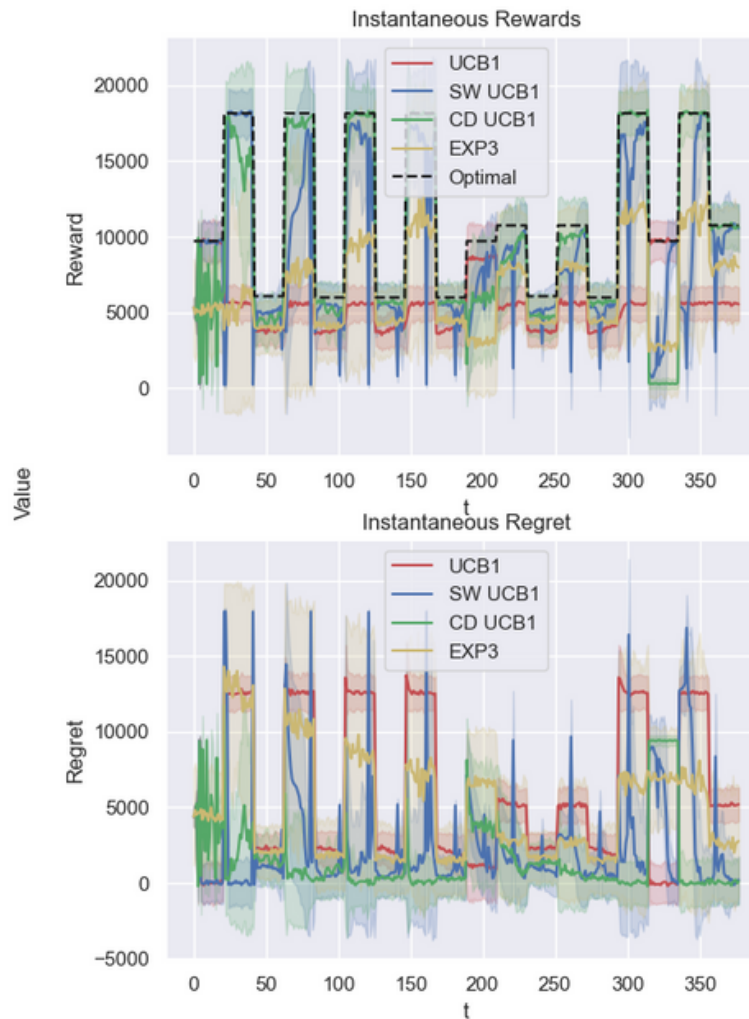 Instantaneous Rewards
UCB1
SW UCB1
CD UCB1
EXP3
Optimal
20000
15000
10000
5000
0
Reward
0 50 100 150 200 250 300 350
t
Value
Instantaneous Regret
UCB1
SW UCB1
CD UCB1
EXP3
20000
15000
10000
5000
0
−5000
Regret
0 50 100 150 200 250 300 350
t